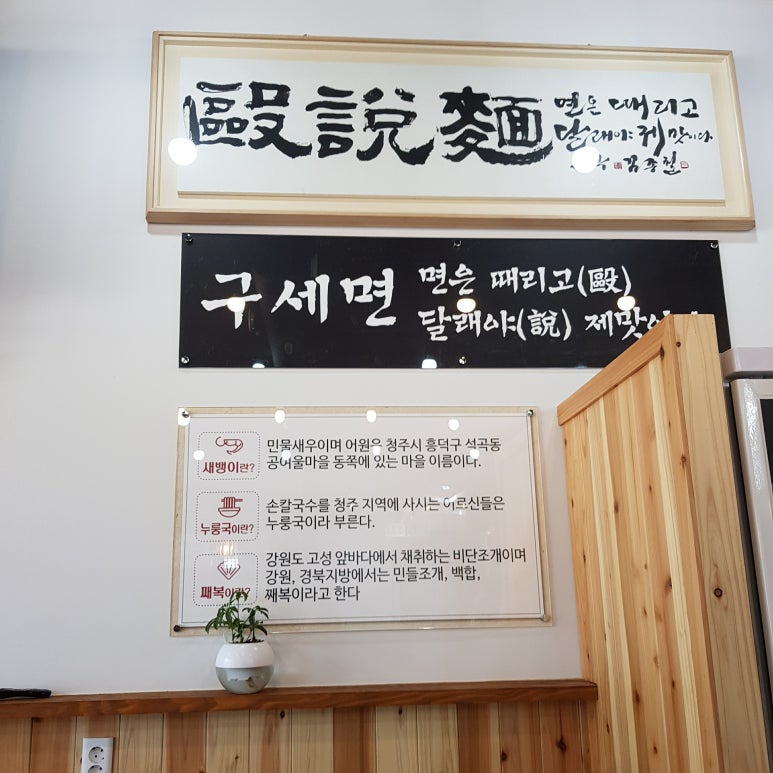 毆說麵
면은 때리고
달래야 제맛이다
김종칠
구세면
면은 때리고(毆)
달래야(說) 제맛이
새뱅이란?
민물새우이며 어원은 청주시 흥덕구 석곡동
공여울마을 동쪽에 있는 마을 이름이다.
누룽국이란?
손칼국수를 청주 지역에 사시는 어르신들은
누룽국이라 부른다.
째복이란?
강원도 고성 앞바다에서 채취하는 비단조개이며
강원, 경북지방에서는 민들조개, 백합,
째복이라고 한다